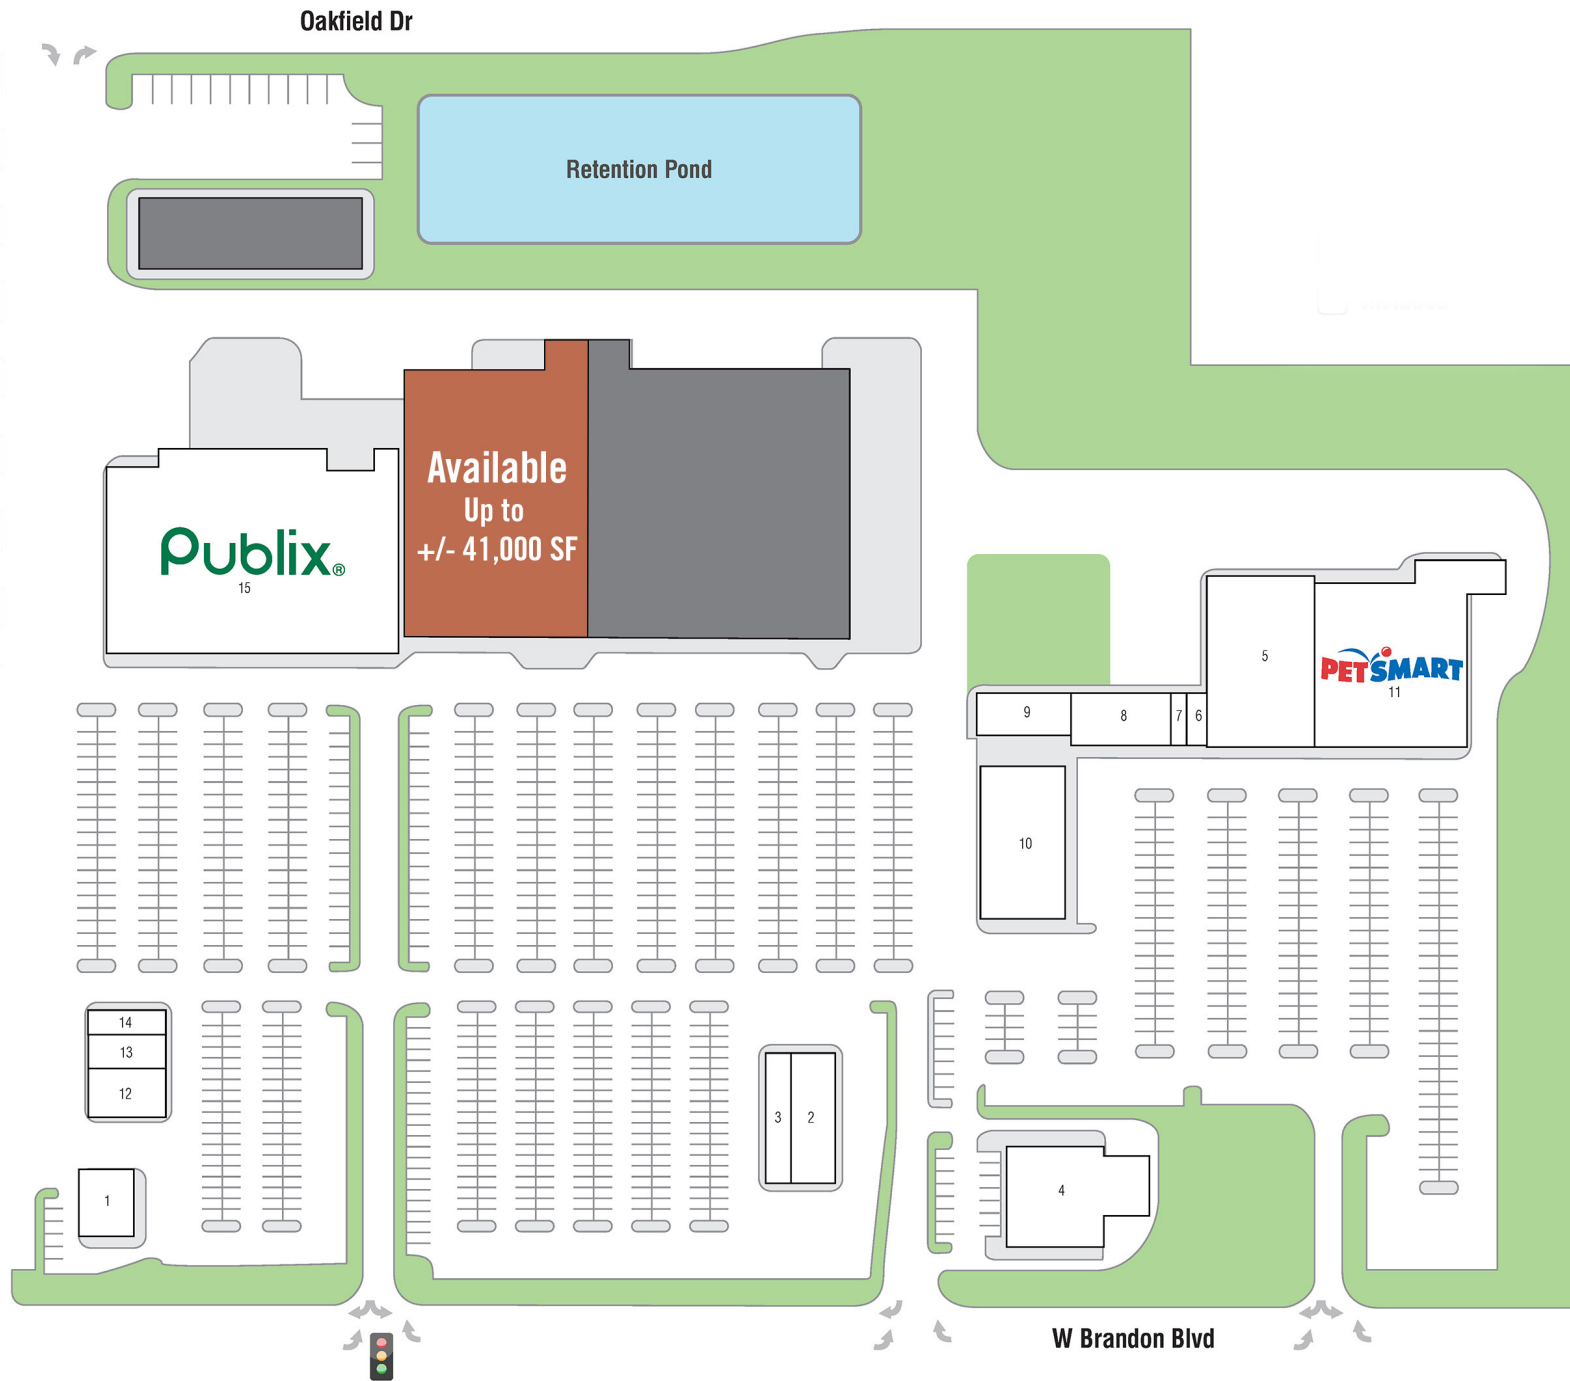 Oakfield Dr
Retention Pond
Available
Up to
+/- 41,000 SF
Publix®
15
5
PETSMART
11
9
8
7
6
10
14
13
12
3
2
1
4
W Brandon Blvd